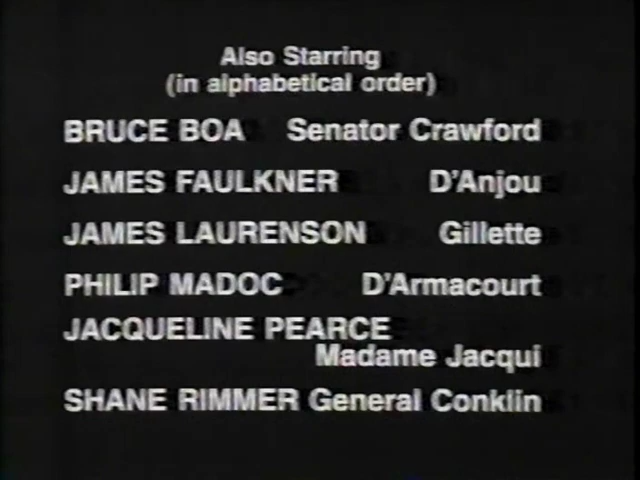 Also Starring
(in alphabetical order)
BRUCE BOA Senator Crawford
JAMES FAULKNER D'Anjou
JAMES LAURENSON Gillette
PHILIP MADOC D'Armacourt
JACQUELINE PEARCE
Madame Jacqui
SHANE RIMMER General Conklin